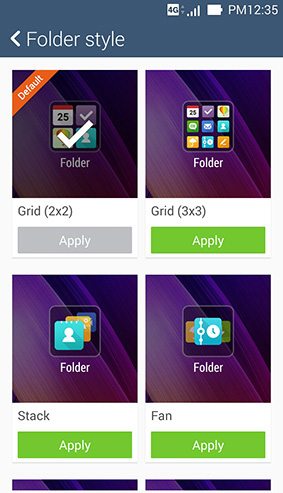 4G PM12:35
Folder style
Default
25
Folder
25
Folder
Grid (2x2)
Grid (3x3)
Apply
Apply
Folder
Folder
Stack
Fan
Apply
Apply